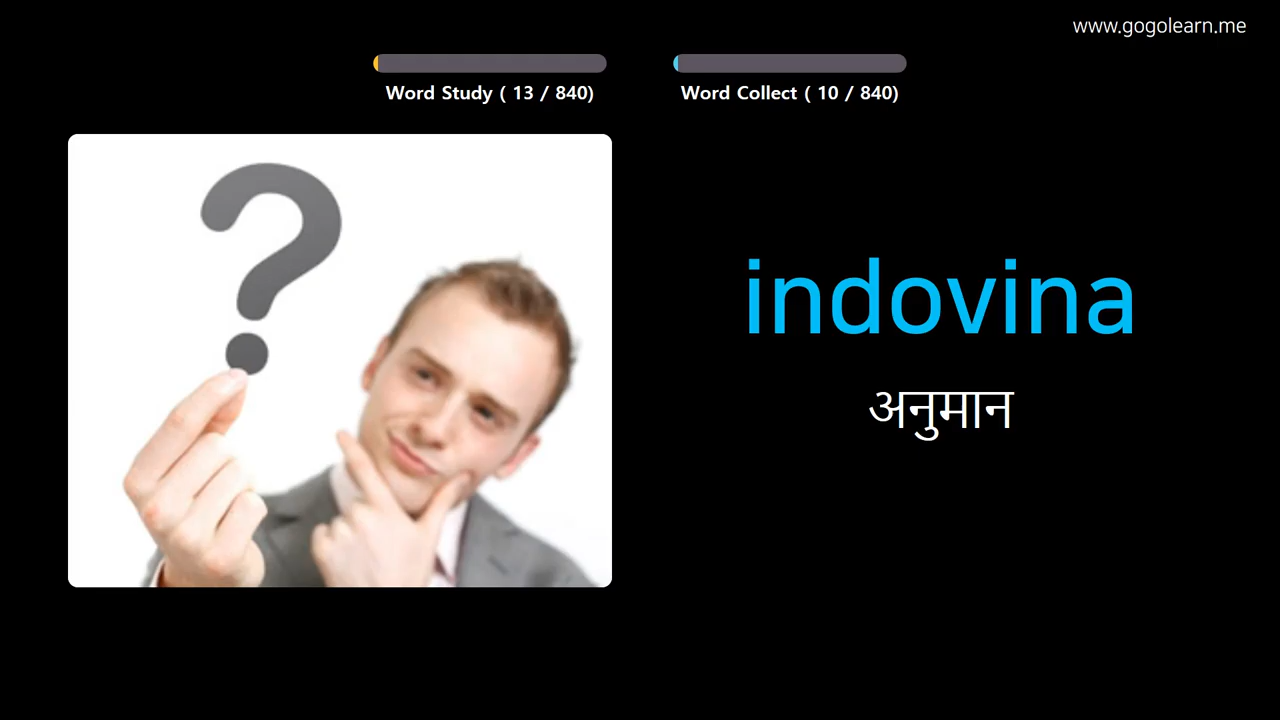 www.gogolearn.me
Word Study ( 13 / 840)
Word Collect ( 10 / 840)
?
indovina
अनुमान